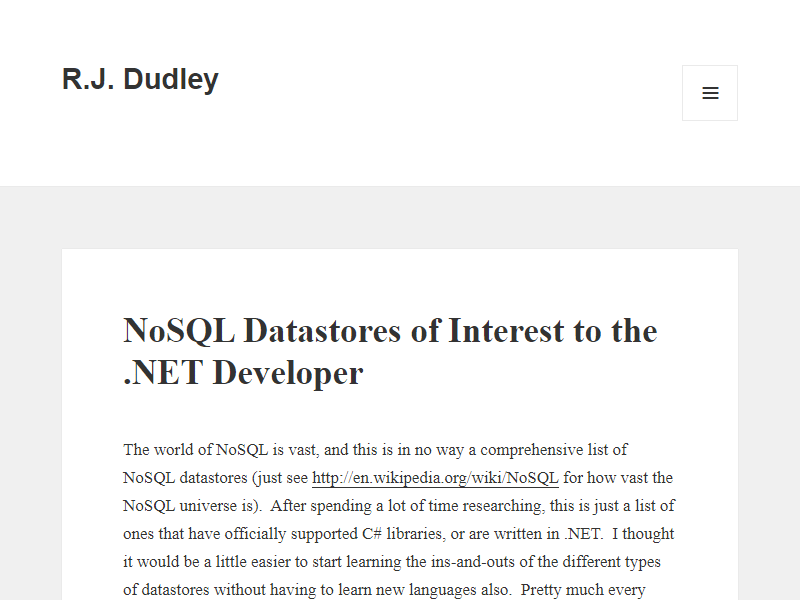 R.J. Dudley
NoSQL Datastores of Interest to the
.NET Developer
The world of NoSQL is vast, and this is in no way a comprehensive list of
NoSQL datastores (just see http://en.wikipedia.org/wiki/NoSQL for how vast the
NoSQL universe is).  After spending a lot of time researching, this is just a list of
ones that have officially supported C# libraries, or are written in .NET.  I thought
it would be a little easier to start learning the ins-and-outs of the different types
of datastores without having to learn new languages also.  Pretty much every